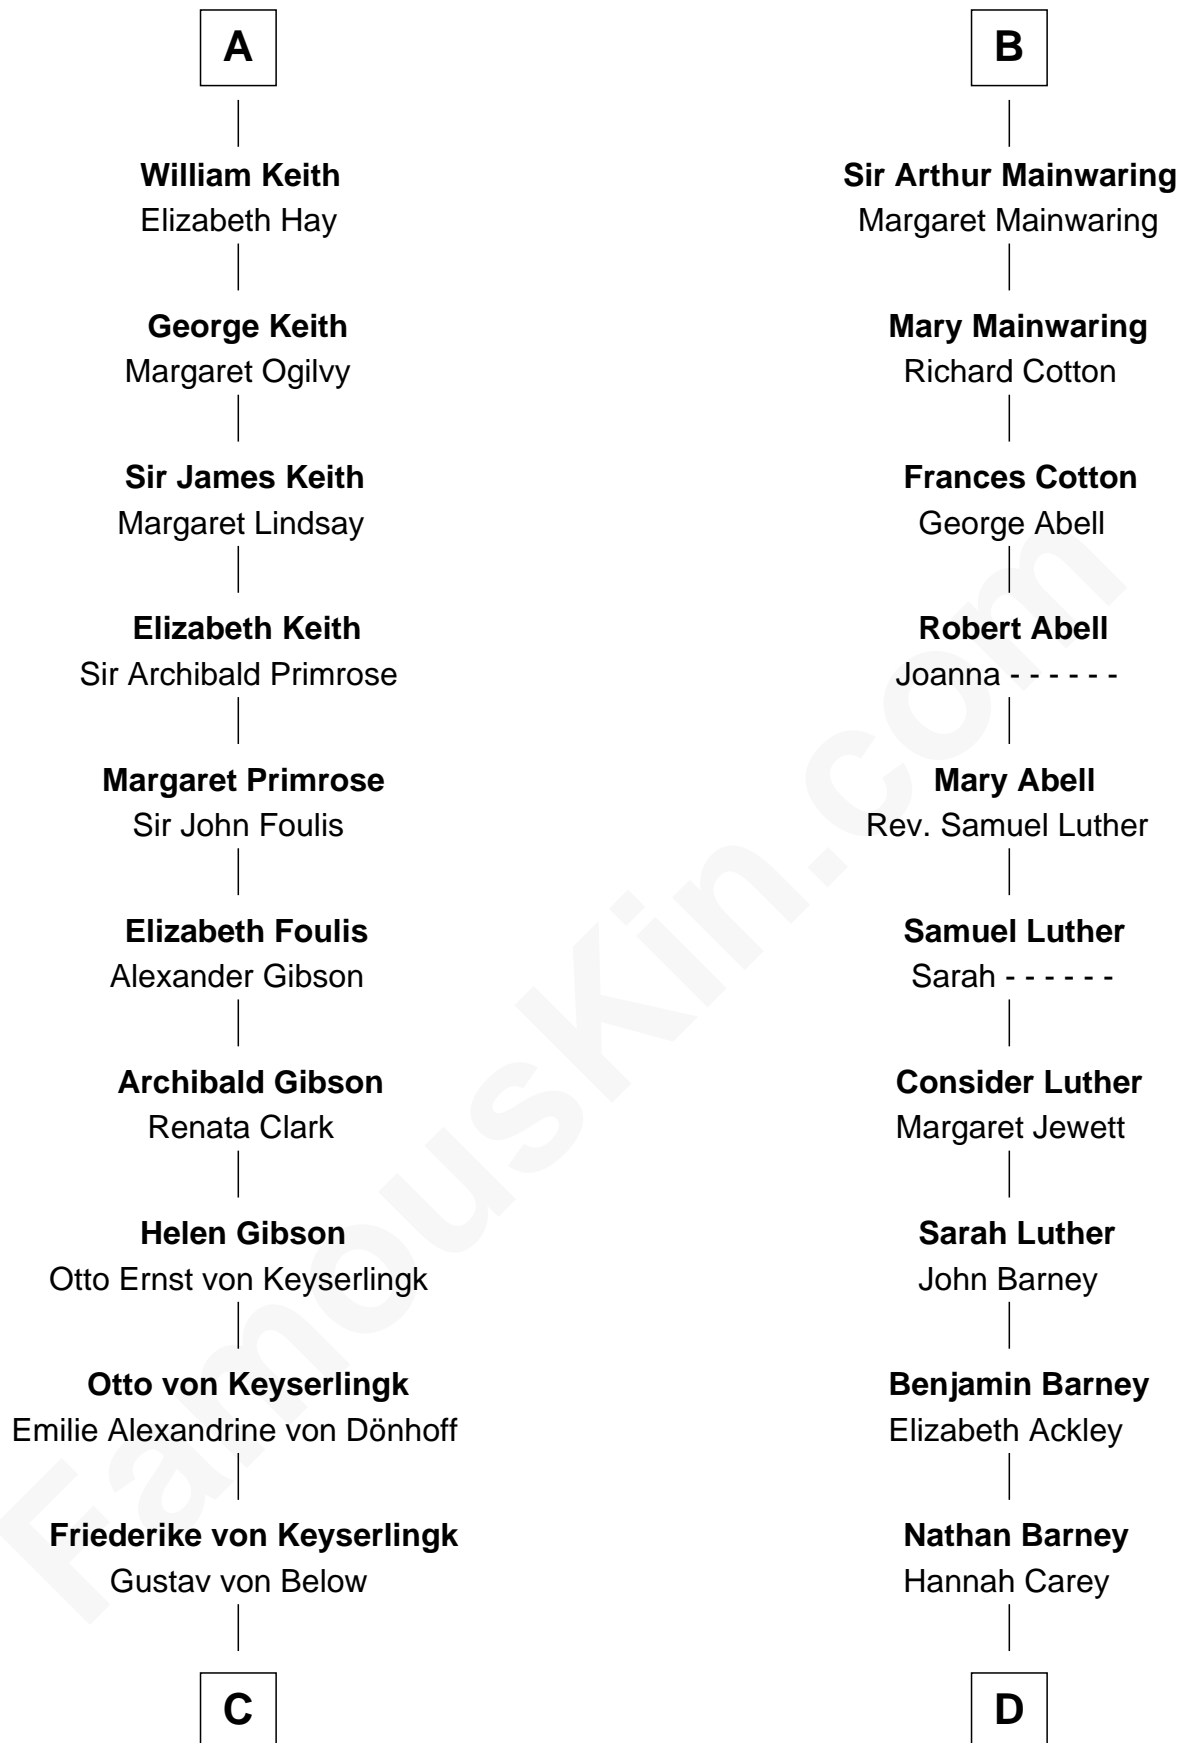 A
William Keith
Elizabeth Hay
George Keith
Margaret Ogilvy
Sir James Keith
Margaret Lindsay
Elizabeth Keith
Sir Archibald Primrose
Margaret Primrose
Sir John Foulis
Elizabeth Foulis
Alexander Gibson
Archibald Gibson
Renata Clark
Helen Gibson
Otto Ernst von Keyserlingk
Otto von Keyserlingk
Emilie Alexandrine von Dönhoff
Friederike von Keyserlingk
Gustav von Below
C
B
Sir Arthur Mainwaring
Margaret Mainwaring
Mary Mainwaring
Richard Cotton
Frances Cotton
George Abell
Robert Abell
Joanna - - - - - -
Mary Abell
Rev. Samuel Luther
Samuel Luther
Sarah - - - - - -
Consider Luther
Margaret Jewett
Sarah Luther
John Barney
Benjamin Barney
Elizabeth Ackley
Nathan Barney
Hannah Carey
D
FamousKin.com